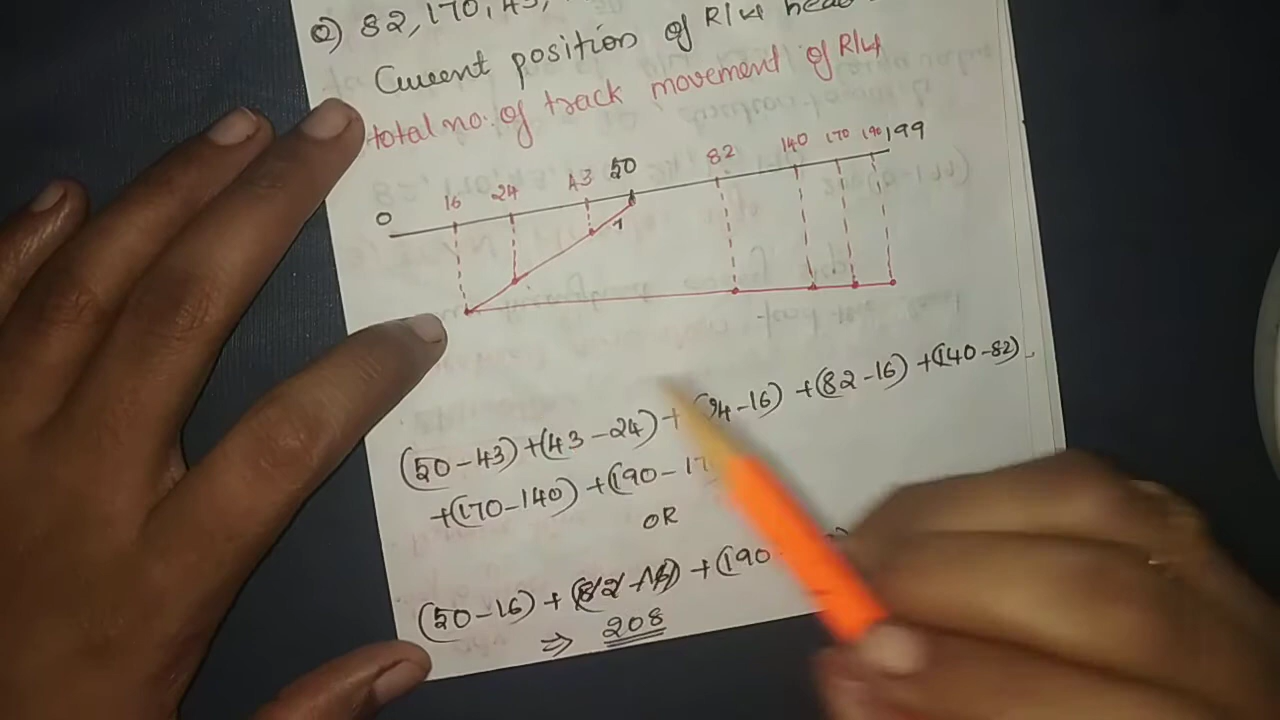 Q) 82, 170, 43,
Current position of R/W head
total no. of track movement of R/W
0 16 24 43 50 82 140 170 190 199
1
(50-43)+(43-24)+(24-16)+(82-16)+(140-82)
+(170-140)+(190-17
OR
(50-16)+(82-16)+(190
⇒ 208